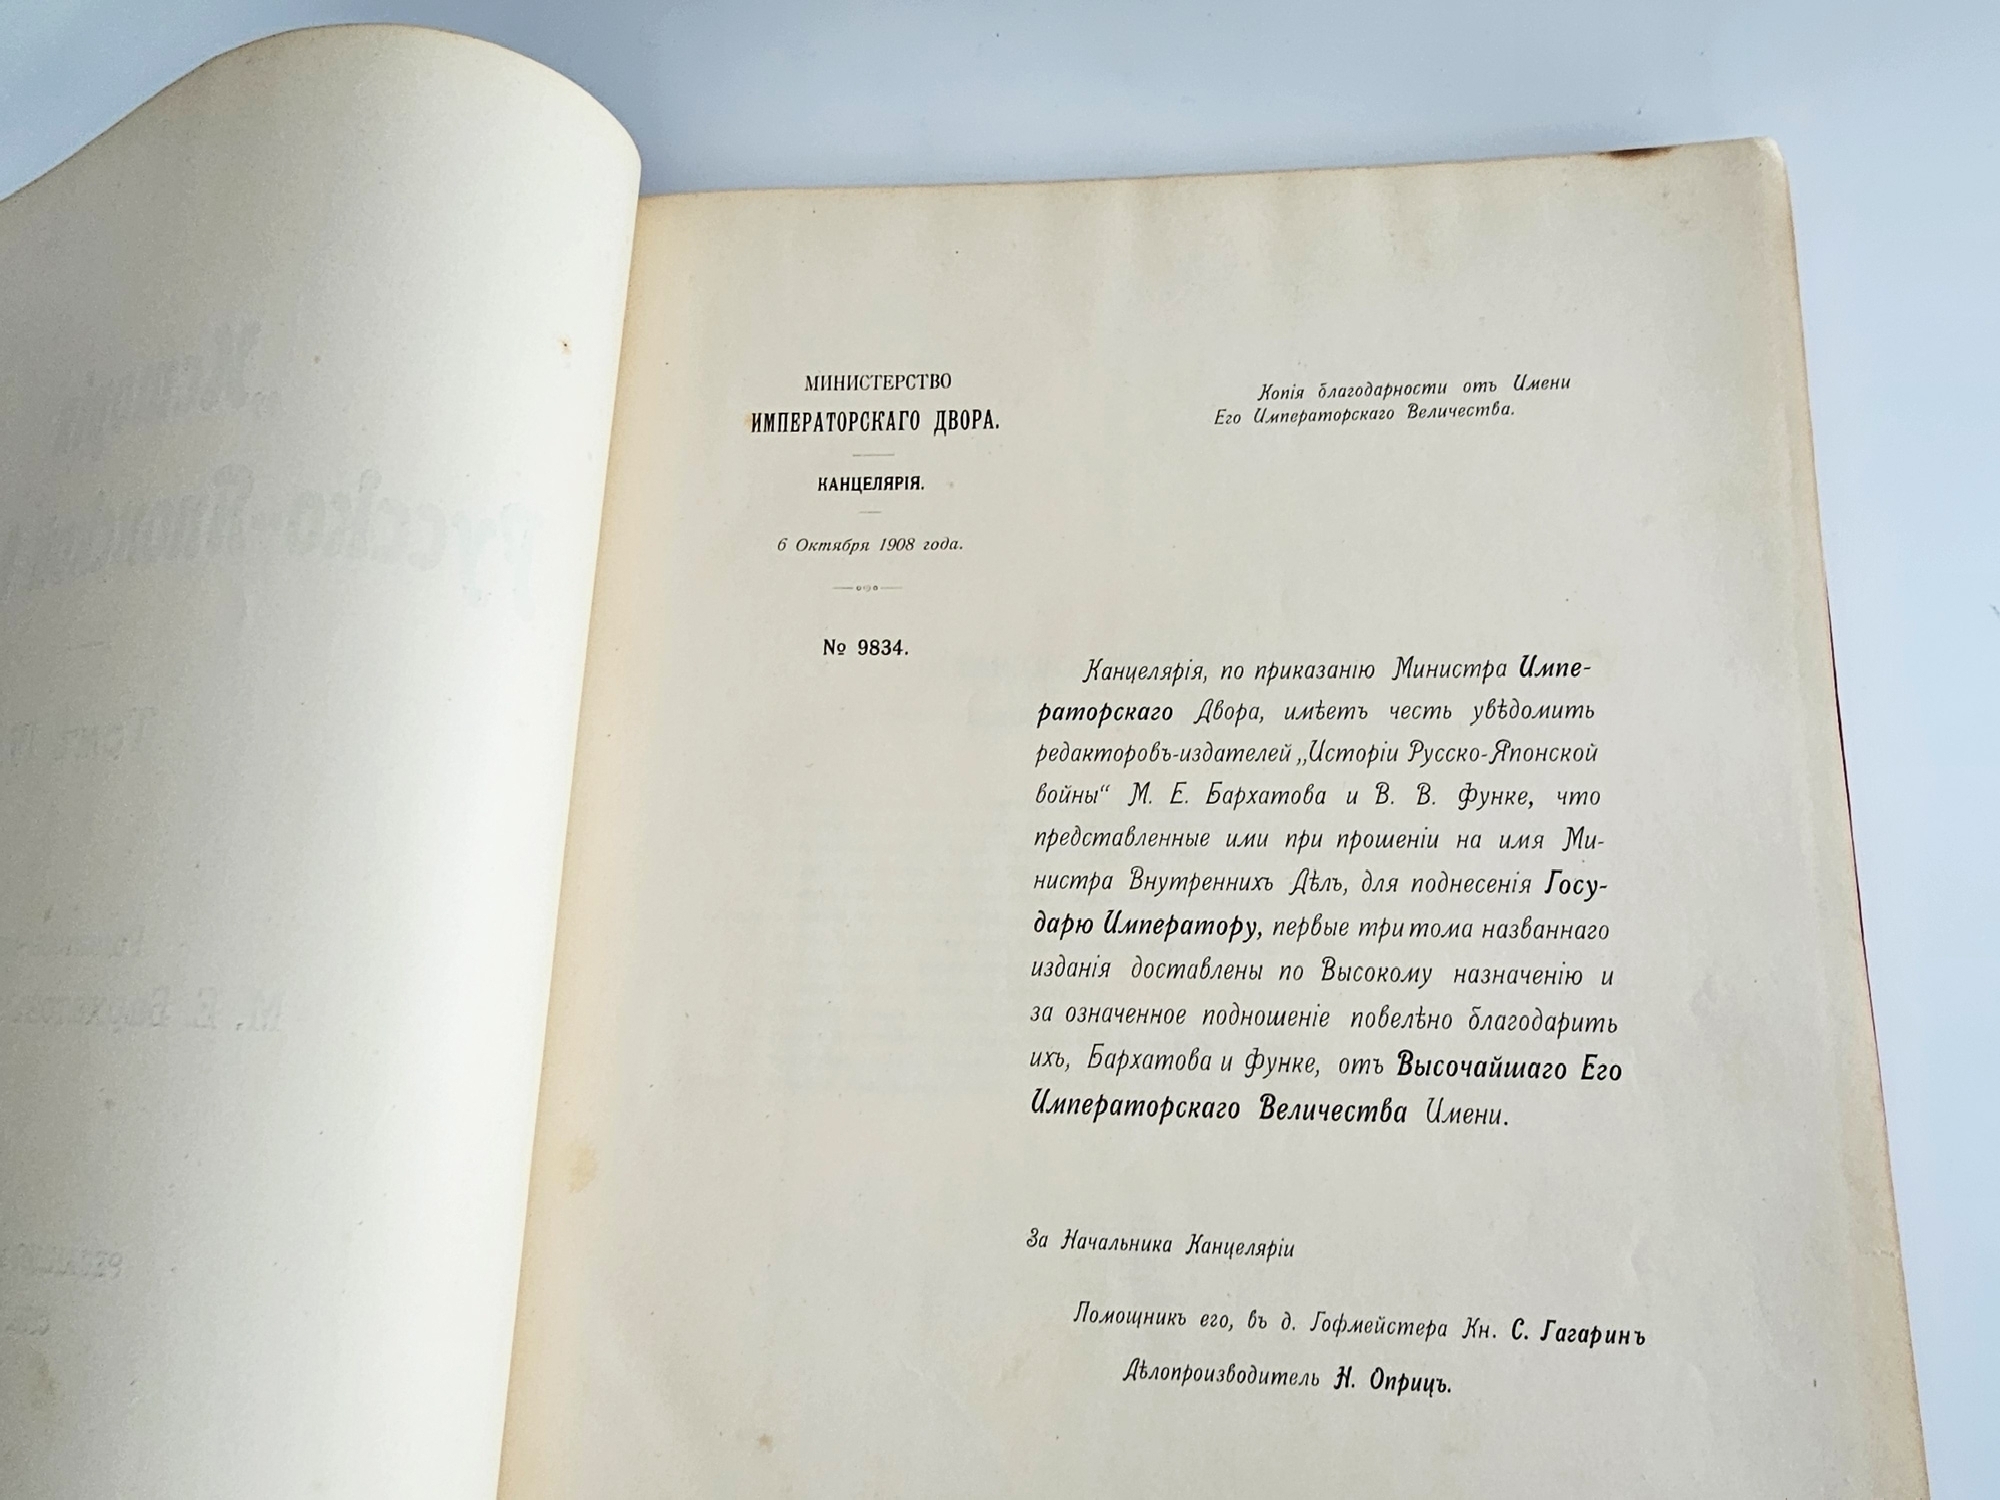 МИНИСТЕРСТВО
ИМПЕРАТОРСКАГО ДВОРА.
КАНЦЕЛЯРІЯ.
6 Октября 1908 года.
№ 9834.
Копія благодарности отъ Имени
Его Императорскаго Величества.
Канцелярія, по приказанію Министра Импе-
раторскаго Двора, имѣетъ честь увѣдомить
редакторовъ-издателей „Исторіи Русско-Японской
войны“ М. Е. Бархатова и В. В. Функе, что
представленные ими при прошеніи на имя Ми-
нистра Внутреннихъ Дѣлъ, для поднесенія Госу-
дарю Императору, первые три тома названнаго
изданія доставлены по Высокому назначенію и
за означенное подношеніе повелѣно благодарить
ихъ, Бархатова и Функе, отъ Высочайшаго Его
Императорскаго Величества Имени.
За Начальника Канцеляріи
Помощникъ его, въ д. Гофмейстера Кн. С. Гагаринъ
Дѣлопроизводитель Н. Оприцъ.